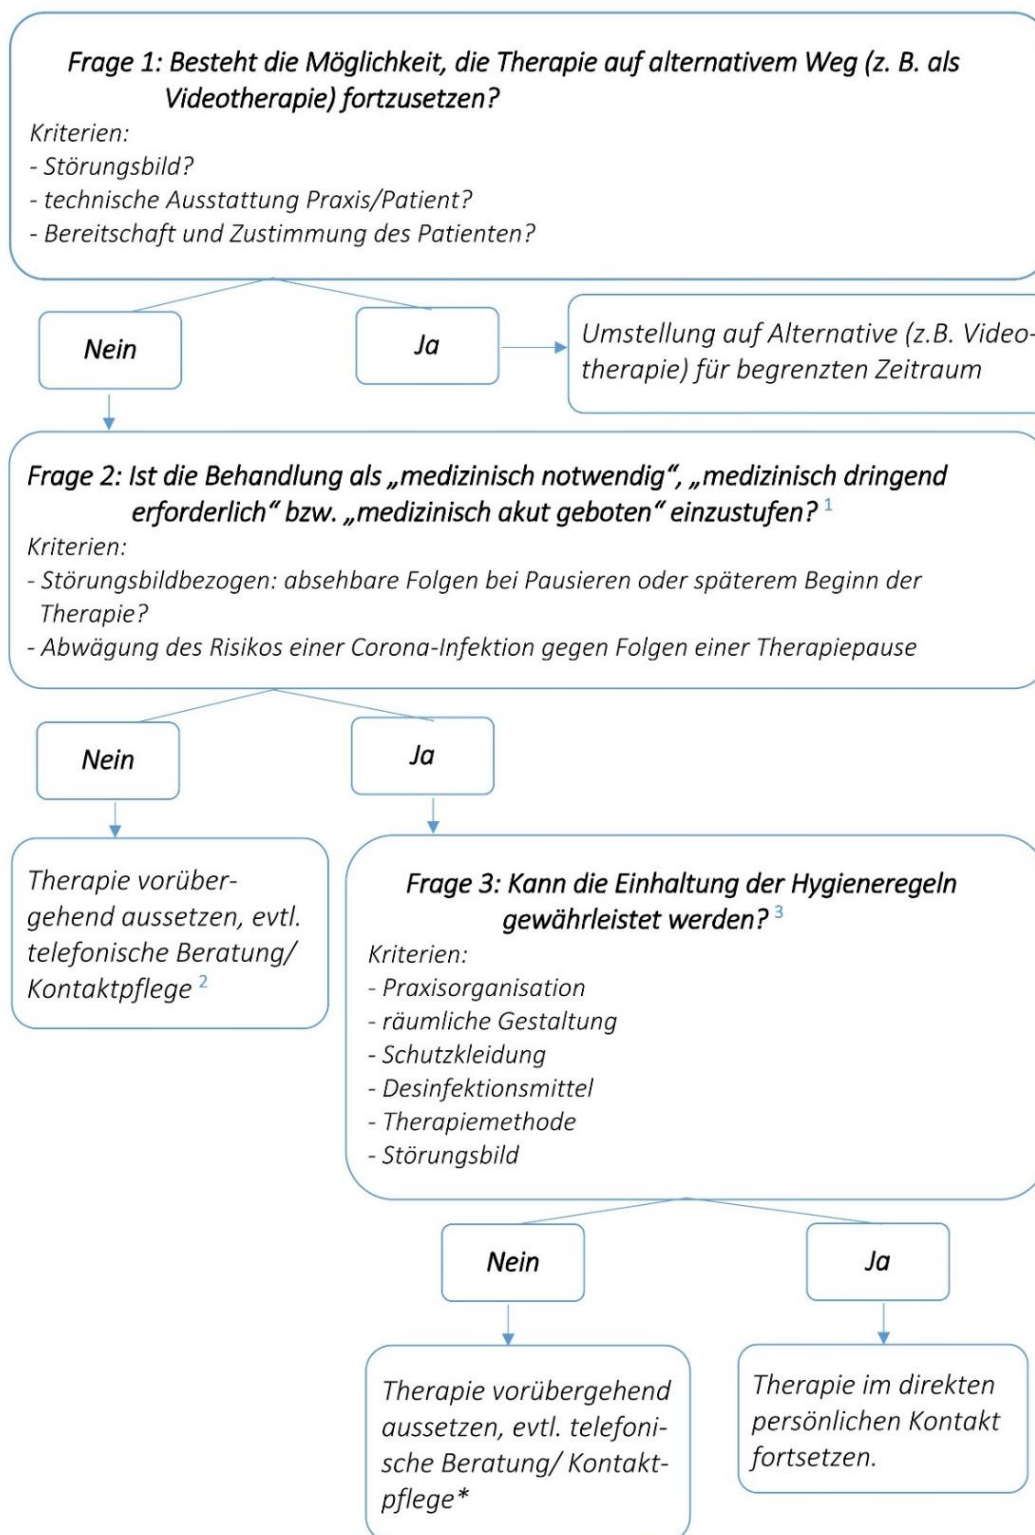 Frage 1: Besteht die Möglichkeit, die Therapie auf alternativem Weg (z. B. als
Videotherapie) fortzusetzen?
Kriterien:
- Störungsbild?
- technische Ausstattung Praxis/Patient?
- Bereitschaft und Zustimmung des Patienten?
Nein
Ja
Umstellung auf Alternative (z.B. Video-
therapie) für begrenzten Zeitraum
Frage 2: Ist die Behandlung als „medizinisch notwendig“, „medizinisch dringend
erforderlich“ bzw. „medizinisch akut geboten“ einzustufen? 1
Kriterien:
- Störungsbildbezogen: absehbare Folgen bei Pausieren oder späterem Beginn der
Therapie?
- Abwägung des Risikos einer Corona-Infektion gegen Folgen einer Therapiepause
Nein
Ja
Therapie vorüber-
gehend aussetzen, evtl.
telefonische Beratung/
Kontaktpflege 2
Frage 3: Kann die Einhaltung der Hygieneregeln
gewährleistet werden? 3
Kriterien:
- Praxisorganisation
- räumliche Gestaltung
- Schutzkleidung
- Desinfektionsmittel
- Therapiemethode
- Störungsbild
Nein
Ja
Therapie vorübergehend
aussetzen, evtl. telefoni-
sche Beratung/ Kontakt-
pflege*
Therapie im direkten
persönlichen Kontakt
fortsetzen.